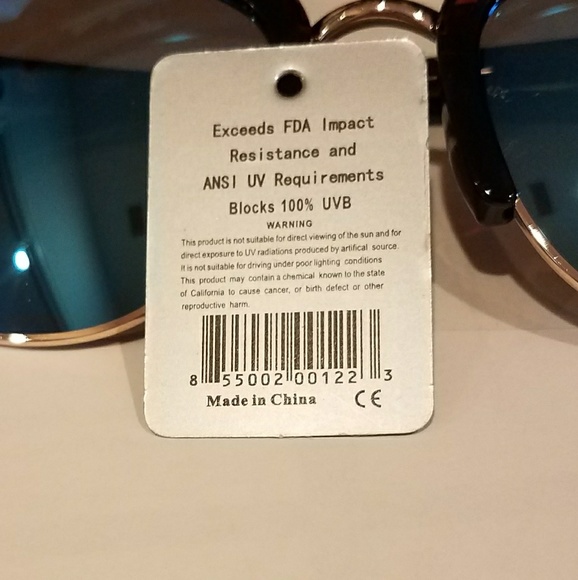 Exceeds FDA Impact
Resistance and
ANSI UV Requirements
Blocks 100% UVB
WARNING
This product is not suitable for direct viewing of the sun and for
direct exposure to UV radiations produced by artifical source.
It is not suitable for driving under poor lighting conditions
This product may contain a chemical known to the state
of California to cause cancer, or birth defect or other
reproductive harm.
8 55002 00122 3
Made in China CE